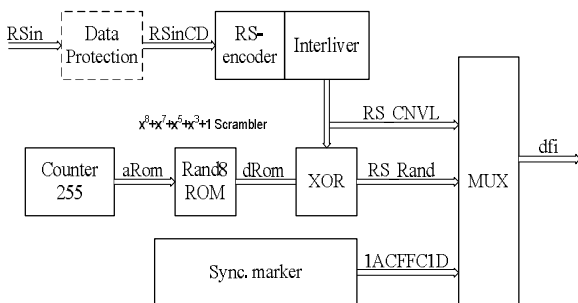 RSin
Data
Protection
RSinCD
RS-
encoder
Interliver
x⁸+x⁷+x⁵+x³+1 Scrambler
RS_CNVL
Counter
255
aRom
Rand8
ROM
dRom
XOR
RS_Rand
MUX
dfi
Sync. marker
1ACFFC1D